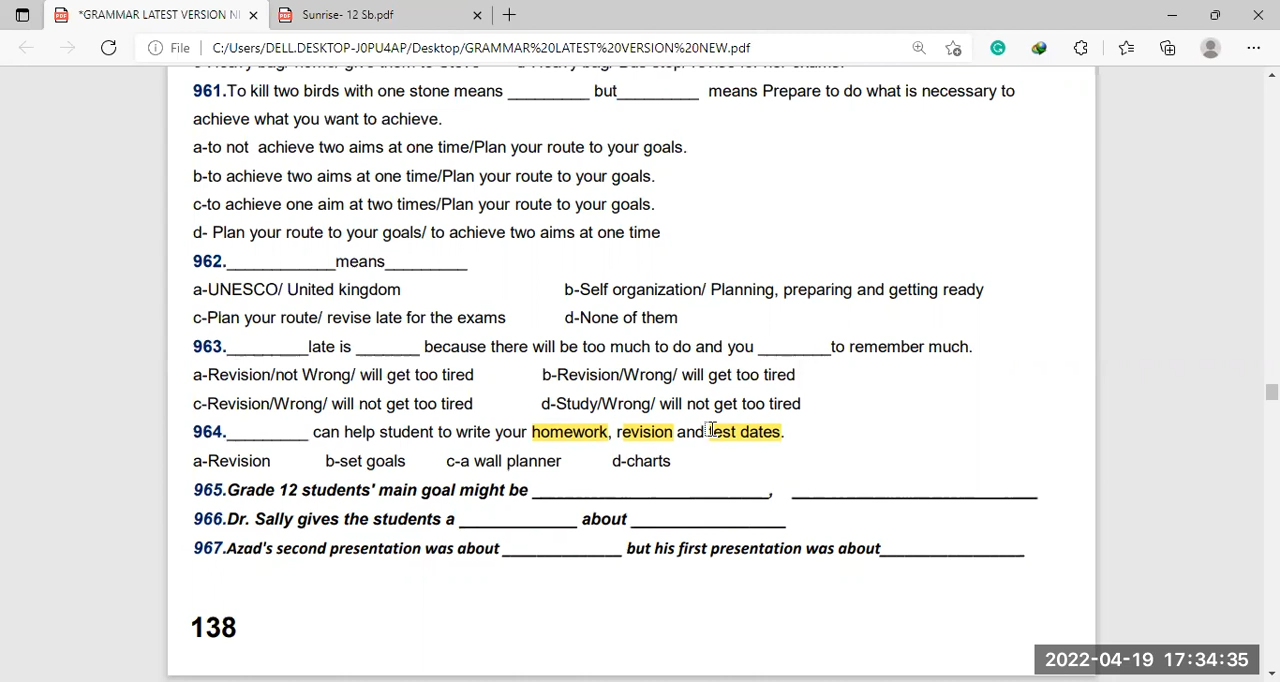 *GRAMMAR LATEST VERSION N
Sunrise- 12 Sb.pdf
File C:/Users/DELL.DESKTOP-J0PU4AP/Desktop/GRAMMAR%20LATEST%20VERSION%20NEW.pdf
961.To kill two birds with one stone means _________ but_________ means Prepare to do what is necessary to
achieve what you want to achieve.
a-to not achieve two aims at one time/Plan your route to your goals.
b-to achieve two aims at one time/Plan your route to your goals.
c-to achieve one aim at two times/Plan your route to your goals.
d- Plan your route to your goals/ to achieve two aims at one time
962.____________means_________
a-UNESCO/ United kingdom b-Self organization/ Planning, preparing and getting ready
c-Plan your route/ revise late for the exams d-None of them
963._________late is _______ because there will be too much to do and you ________to remember much.
a-Revision/not Wrong/ will get too tired b-Revision/Wrong/ will get too tired
c-Revision/Wrong/ will not get too tired d-Study/Wrong/ will not get too tired
964._________ can help student to write your homework, revision and test dates.
a-Revision b-set goals c-a wall planner d-charts
965.Grade 12 students' main goal might be __________________________, ___________________________
966.Dr. Sally gives the students a _____________ about _________________
967.Azad's second presentation was about ______________ but his first presentation was about_________________
138
2022-04-19 17:34:35